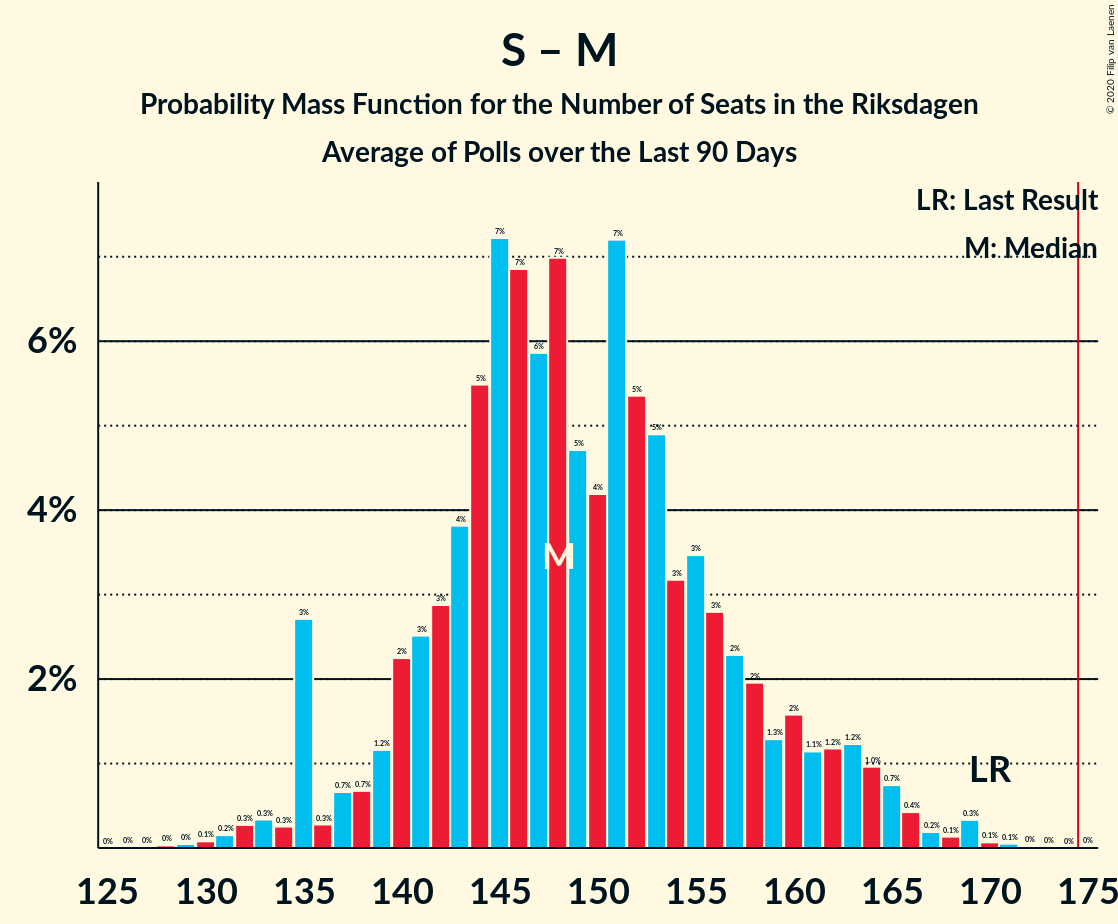 S – M
Probability Mass Function for the Number of Seats in the Riksdagen
Average of Polls over the Last 90 Days
© 2020 Filip van Laenen
LR: Last Result
M: Median
6%
4%
2%
0% 0% 0% 0% 0% 0.1% 0.2% 0.3% 0.3% 0.3% 3% 0.3% 0.7% 0.7% 1.2% 2% 3% 3% 4% 5% 7% 7% 6% 7% 5% 4% 7% 5% 5% 3% 3% 3% 2% 2% 1.3% 2% 1.1% 1.2% 1.2% 1.0% 0.7% 0.4% 0.2% 0.1% 0.3% 0.1% 0.1% 0% 0% 0% 0%
M
LR
125 130 135 140 145 150 155 160 165 170 175